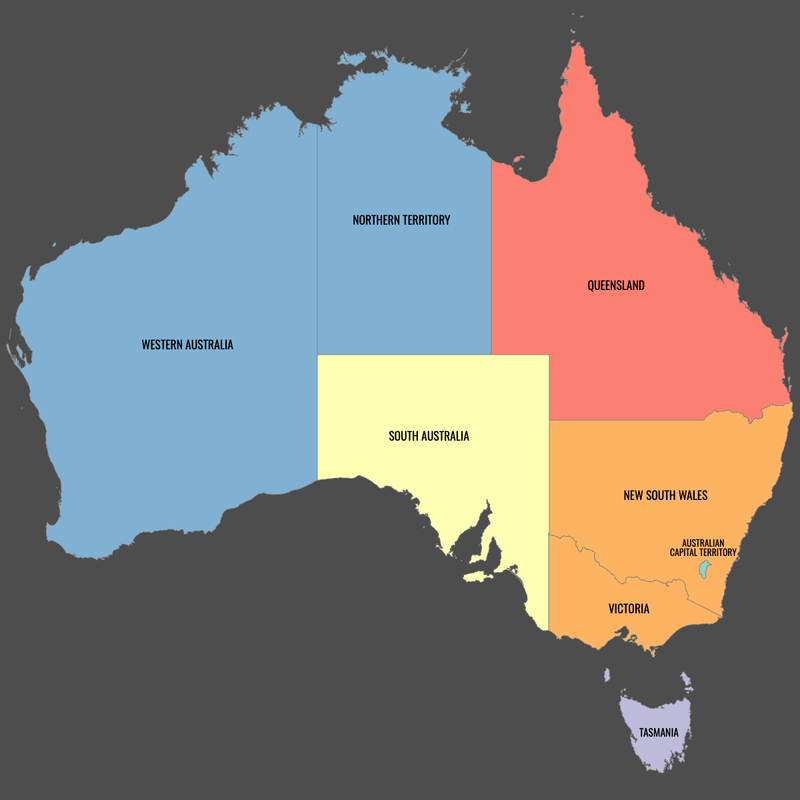 NORTHERN TERRITORY
QUEENSLAND
WESTERN AUSTRALIA
SOUTH AUSTRALIA
NEW SOUTH WALES
AUSTRALIAN
CAPITAL TERRITORY
VICTORIA
TASMANIA